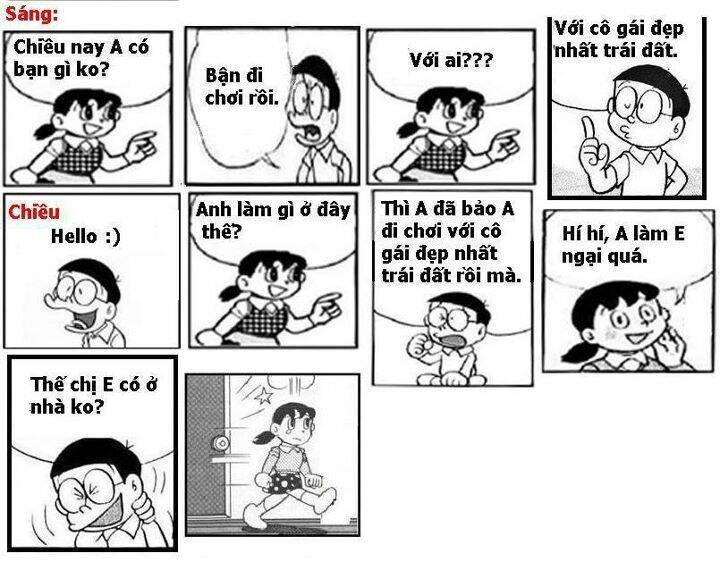 Sáng:
Chiều nay A có
bạn gì ko?
Bận đi
chơi rồi.
Với ai???
Với cô gái đẹp
nhất trái đất.
Chiều
Hello :)
Anh làm gì ở đây
thế?
Thì A đã bảo A
đi chơi với cô
gái đẹp nhất
trái đất rồi mà.
Hí hí, A làm E
ngại quá.
Thế chị E có ở
nhà ko?